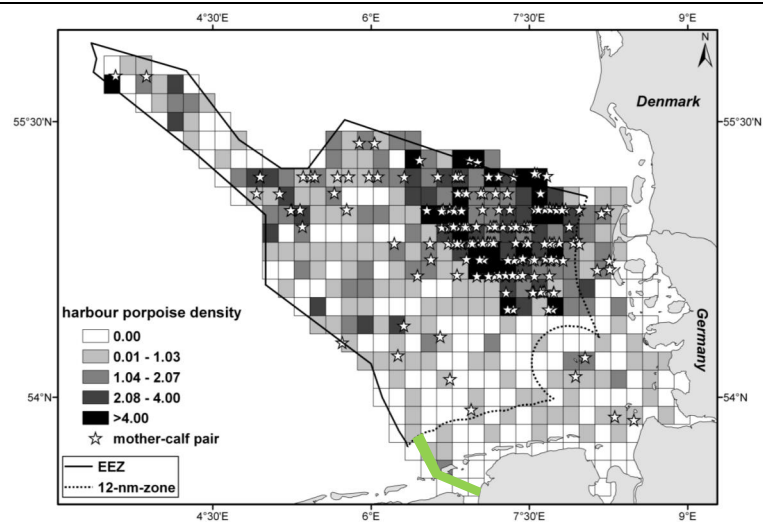 4°30'E 6°E 7°30'E 9°E
N
Denmark
55°30'N 55°30'N
Germany
harbour porpoise density
0.00
0.01 - 1.03
1.04 - 2.07
2.08 - 4.00
>4.00
mother-calf pair
54°N 54°N
EEZ
12-nm-zone
4°30'E 6°E 7°30'E 9°E